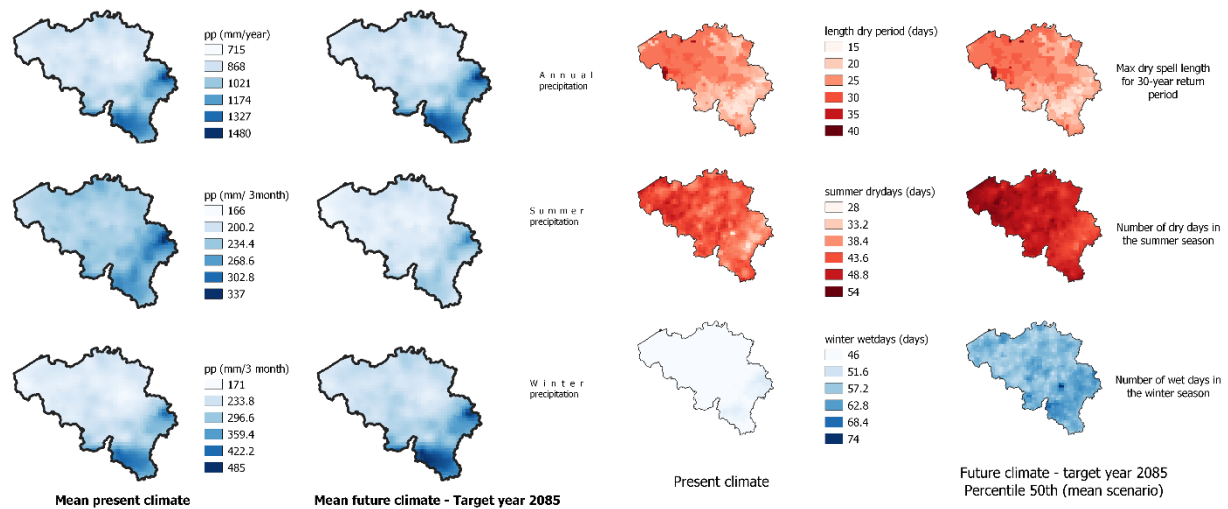 pp (mm/year)
715
868
1021
1174
1327
1480
A n n u a l
precipitation
pp (mm/ 3month)
166
200.2
234.4
268.6
302.8
337
S u m m e r
precipitation
pp (mm/3 month)
171
233.8
296.6
359.4
422.2
485
W i n t e r
precipitation
Mean present climate
Mean future climate - Target year 2085
length dry period (days)
15
20
25
30
35
40
Max dry spell length
for 30-year return
period
summer drydays (days)
28
33.2
38.4
43.6
48.8
54
Number of dry days in
the summer season
winter wetdays (days)
46
51.6
57.2
62.8
68.4
74
Number of wet days in
the winter season
Present climate
Future climate - target year 2085
Percentile 50th (mean scenario)